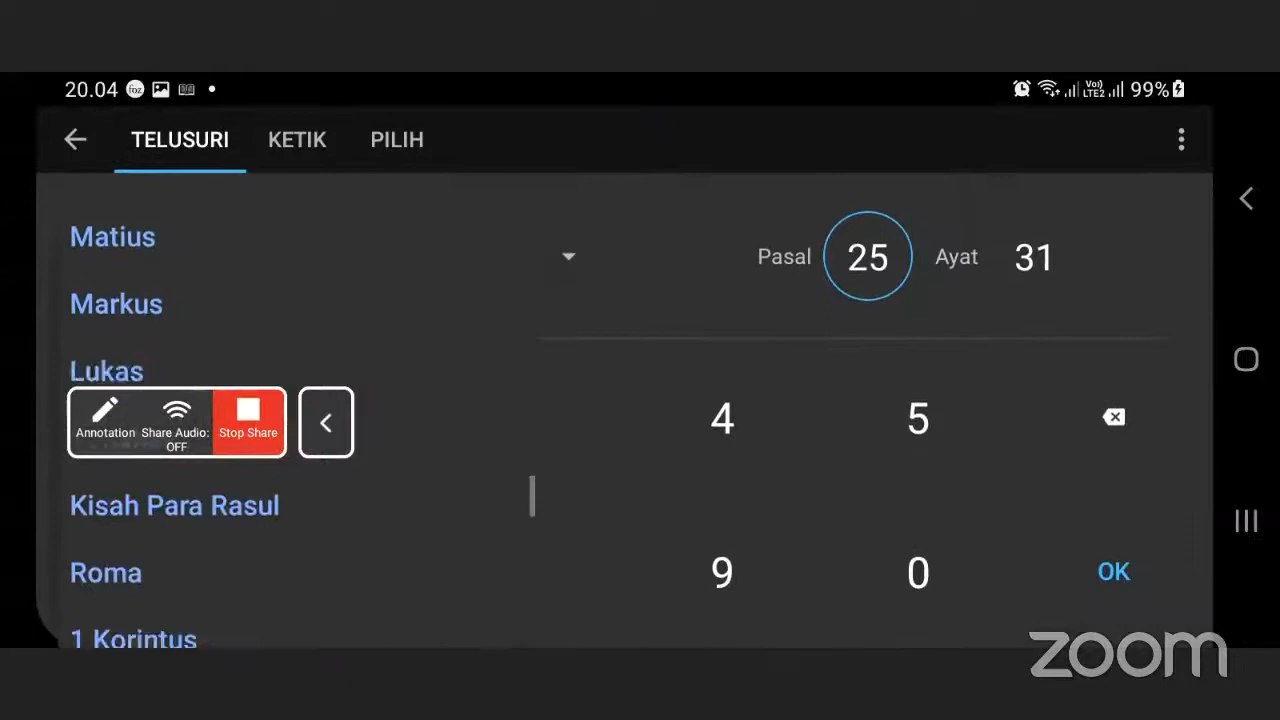 20.04
99%
TELUSURI KETIK PILIH
Matius
Markus
Lukas
Annotation
Share Audio:
OFF
Stop Share
Kisah Para Rasul
Roma
1 Korintus
Pasal 25 Ayat 31
4 5
9 0 OK
zoom